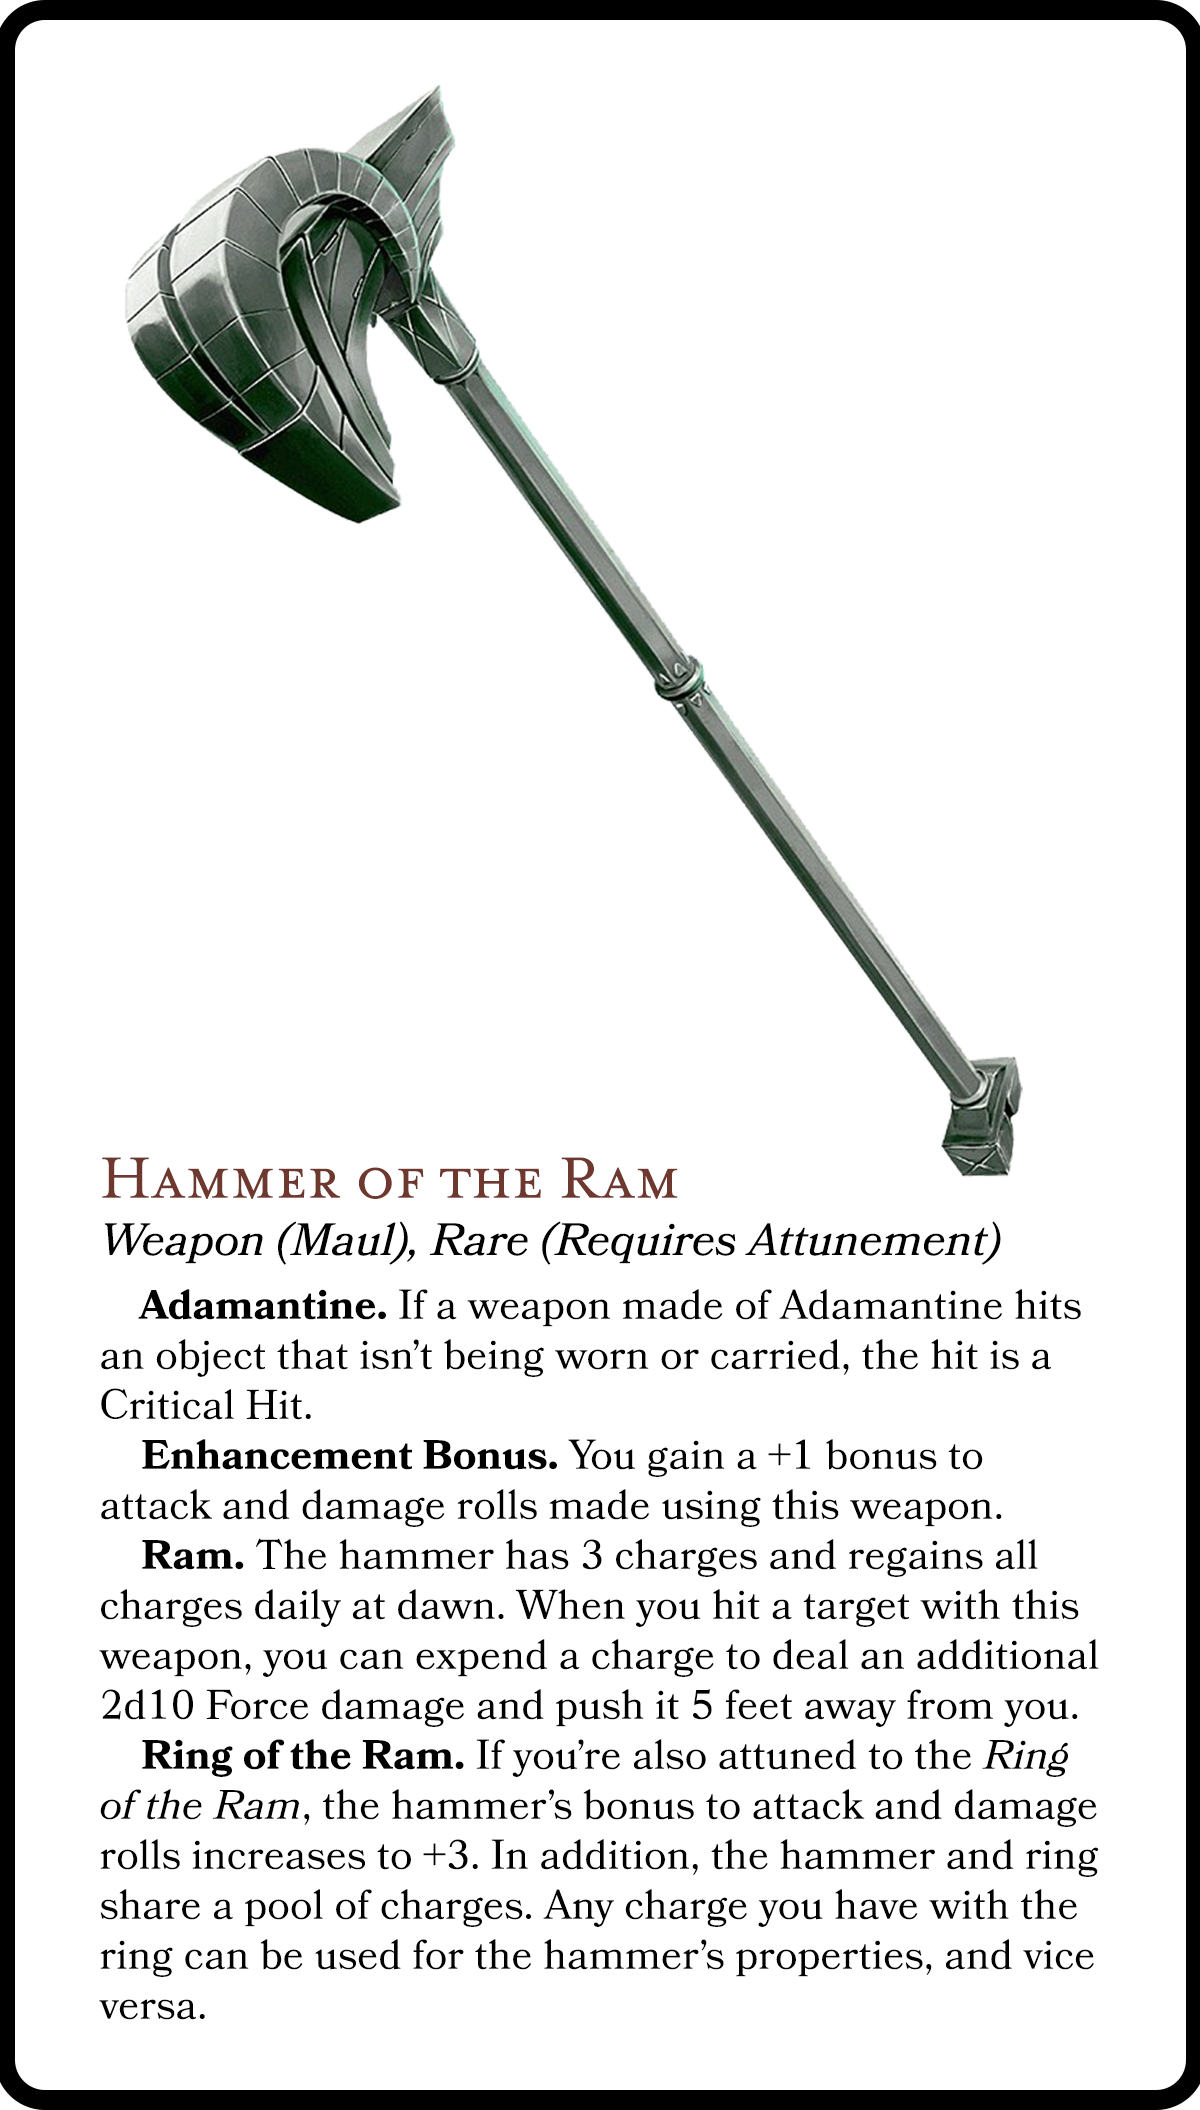 Hammer of the Ram
Weapon (Maul), Rare (Requires Attunement)
Adamantine. If a weapon made of Adamantine hits
an object that isn’t being worn or carried, the hit is a
Critical Hit.
Enhancement Bonus. You gain a +1 bonus to
attack and damage rolls made using this weapon.
Ram. The hammer has 3 charges and regains all
charges daily at dawn. When you hit a target with this
weapon, you can expend a charge to deal an additional
2d10 Force damage and push it 5 feet away from you.
Ring of the Ram. If you’re also attuned to the Ring
of the Ram, the hammer’s bonus to attack and damage
rolls increases to +3. In addition, the hammer and ring
share a pool of charges. Any charge you have with the
ring can be used for the hammer’s properties, and vice
versa.